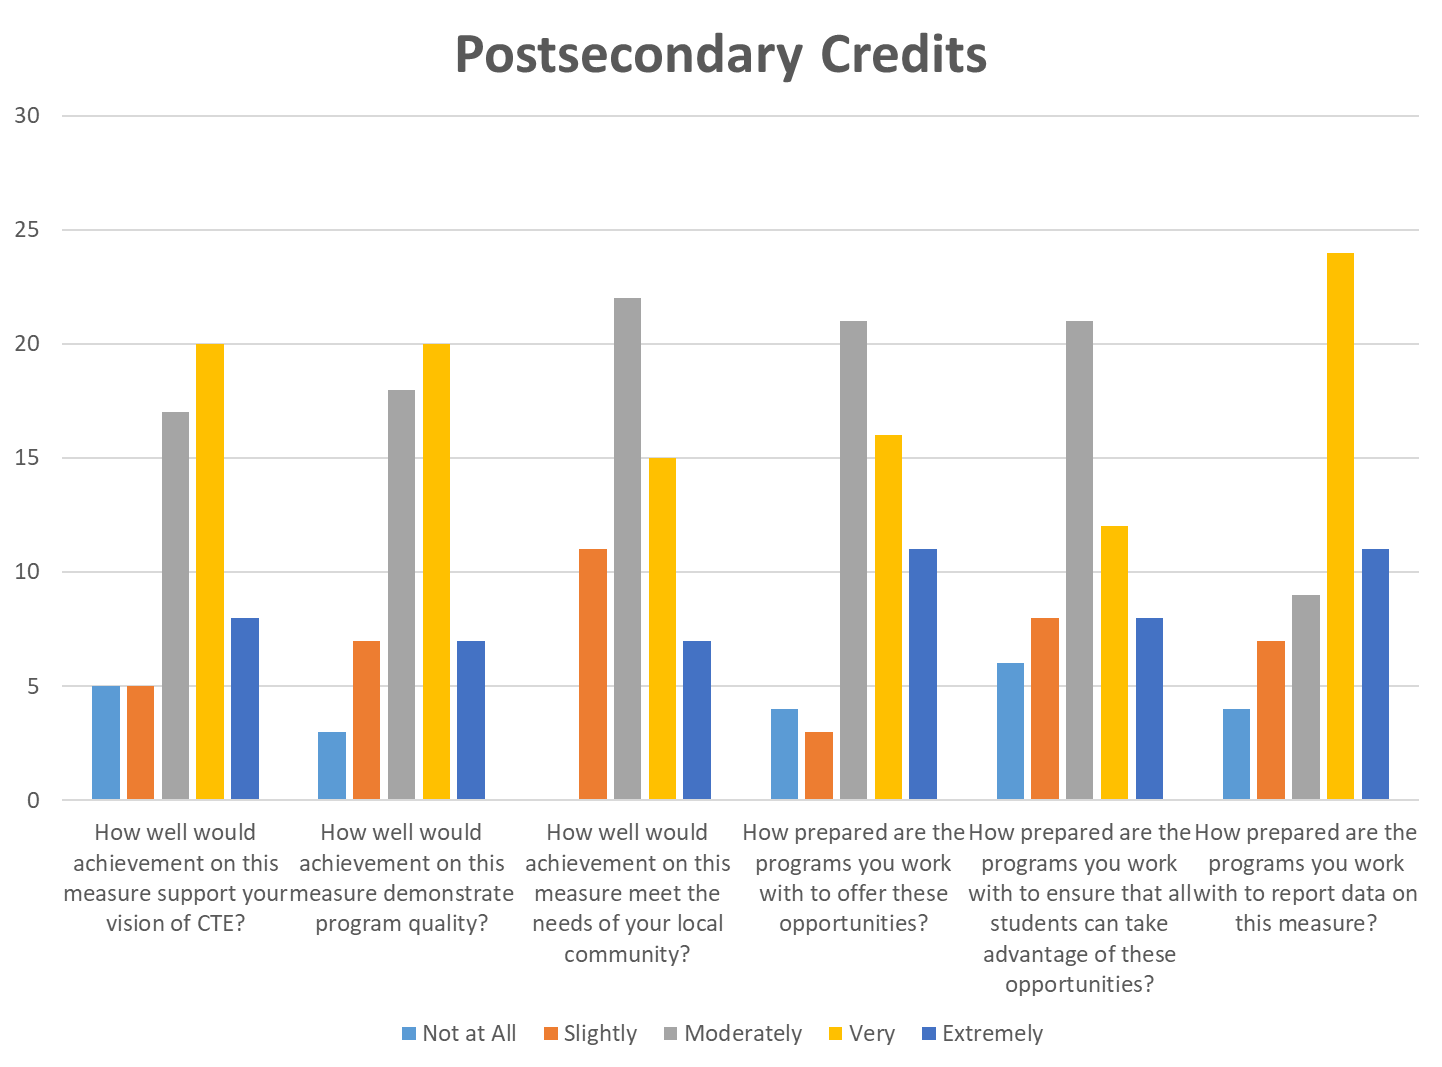 Postsecondary Credits
30
25
20
15
10
5
0
How well would
achievement on this
measure support your
vision of CTE?
How well would
achievement on this
measure demonstrate
program quality?
How well would
achievement on this
measure meet the
needs of your local
community?
How prepared are the
programs you work
with to offer these
opportunities?
How prepared are the
programs you work
with to ensure that all
students can take
advantage of these
opportunities?
How prepared are the
programs you work
with to report data on
this measure?
Not at All Slightly Moderately Very Extremely